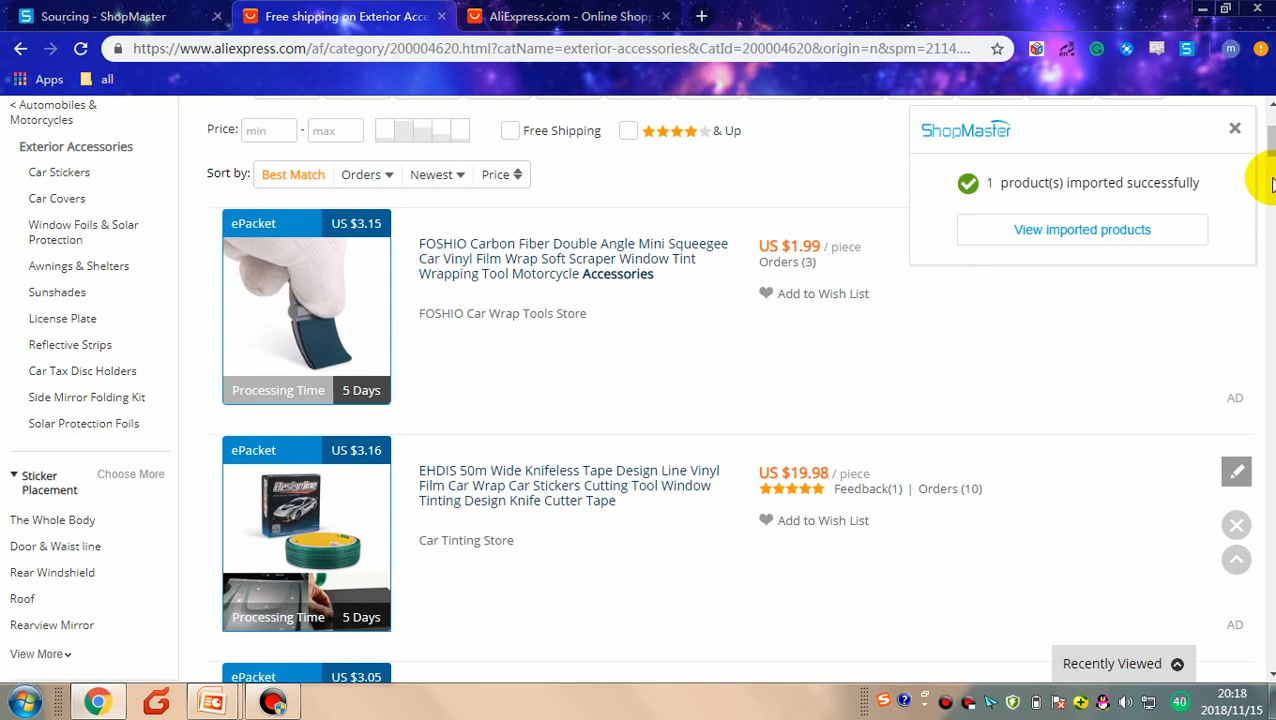 Sourcing - ShopMaster
Free shipping on Exterior Acce
AliExpress.com - Online Shopp
https://www.aliexpress.com/af/category/200004620.html?catName=exterior-accessories&CatId=200004620&origin=n&spm=2114....
Apps
all
< Automobiles &
Motorcycles
Exterior Accessories
Car Stickers
Car Covers
Window Foils & Solar
Protection
Awnings & Shelters
Sunshades
License Plate
Reflective Strips
Car Tax Disc Holders
Side Mirror Folding Kit
Solar Protection Foils
Sticker
Placement
Choose More
The Whole Body
Door & Waist line
Rear Windshield
Roof
Rearview Mirror
View More
Price: min - max
Free Shipping
& Up
Sort by: Best Match Orders Newest Price
ShopMaster
1 product(s) imported successfully
View imported products
ePacket US $3.15
Processing Time 5 Days
FOSHIO Carbon Fiber Double Angle Mini Squeegee
Car Vinyl Film Wrap Soft Scraper Window Tint
Wrapping Tool Motorcycle Accessories
FOSHIO Car Wrap Tools Store
US $1.99 / piece
Orders (3)
Add to Wish List
AD
ePacket US $3.16
Designline
Processing Time 5 Days
EHDIS 50m Wide Knifeless Tape Design Line Vinyl
Film Car Wrap Car Stickers Cutting Tool Window
Tinting Design Knife Cutter Tape
Car Tinting Store
US $19.98 / piece
Feedback(1) | Orders (10)
Add to Wish List
AD
ePacket US $3.05
Recently Viewed
40
20:18
2018/11/15